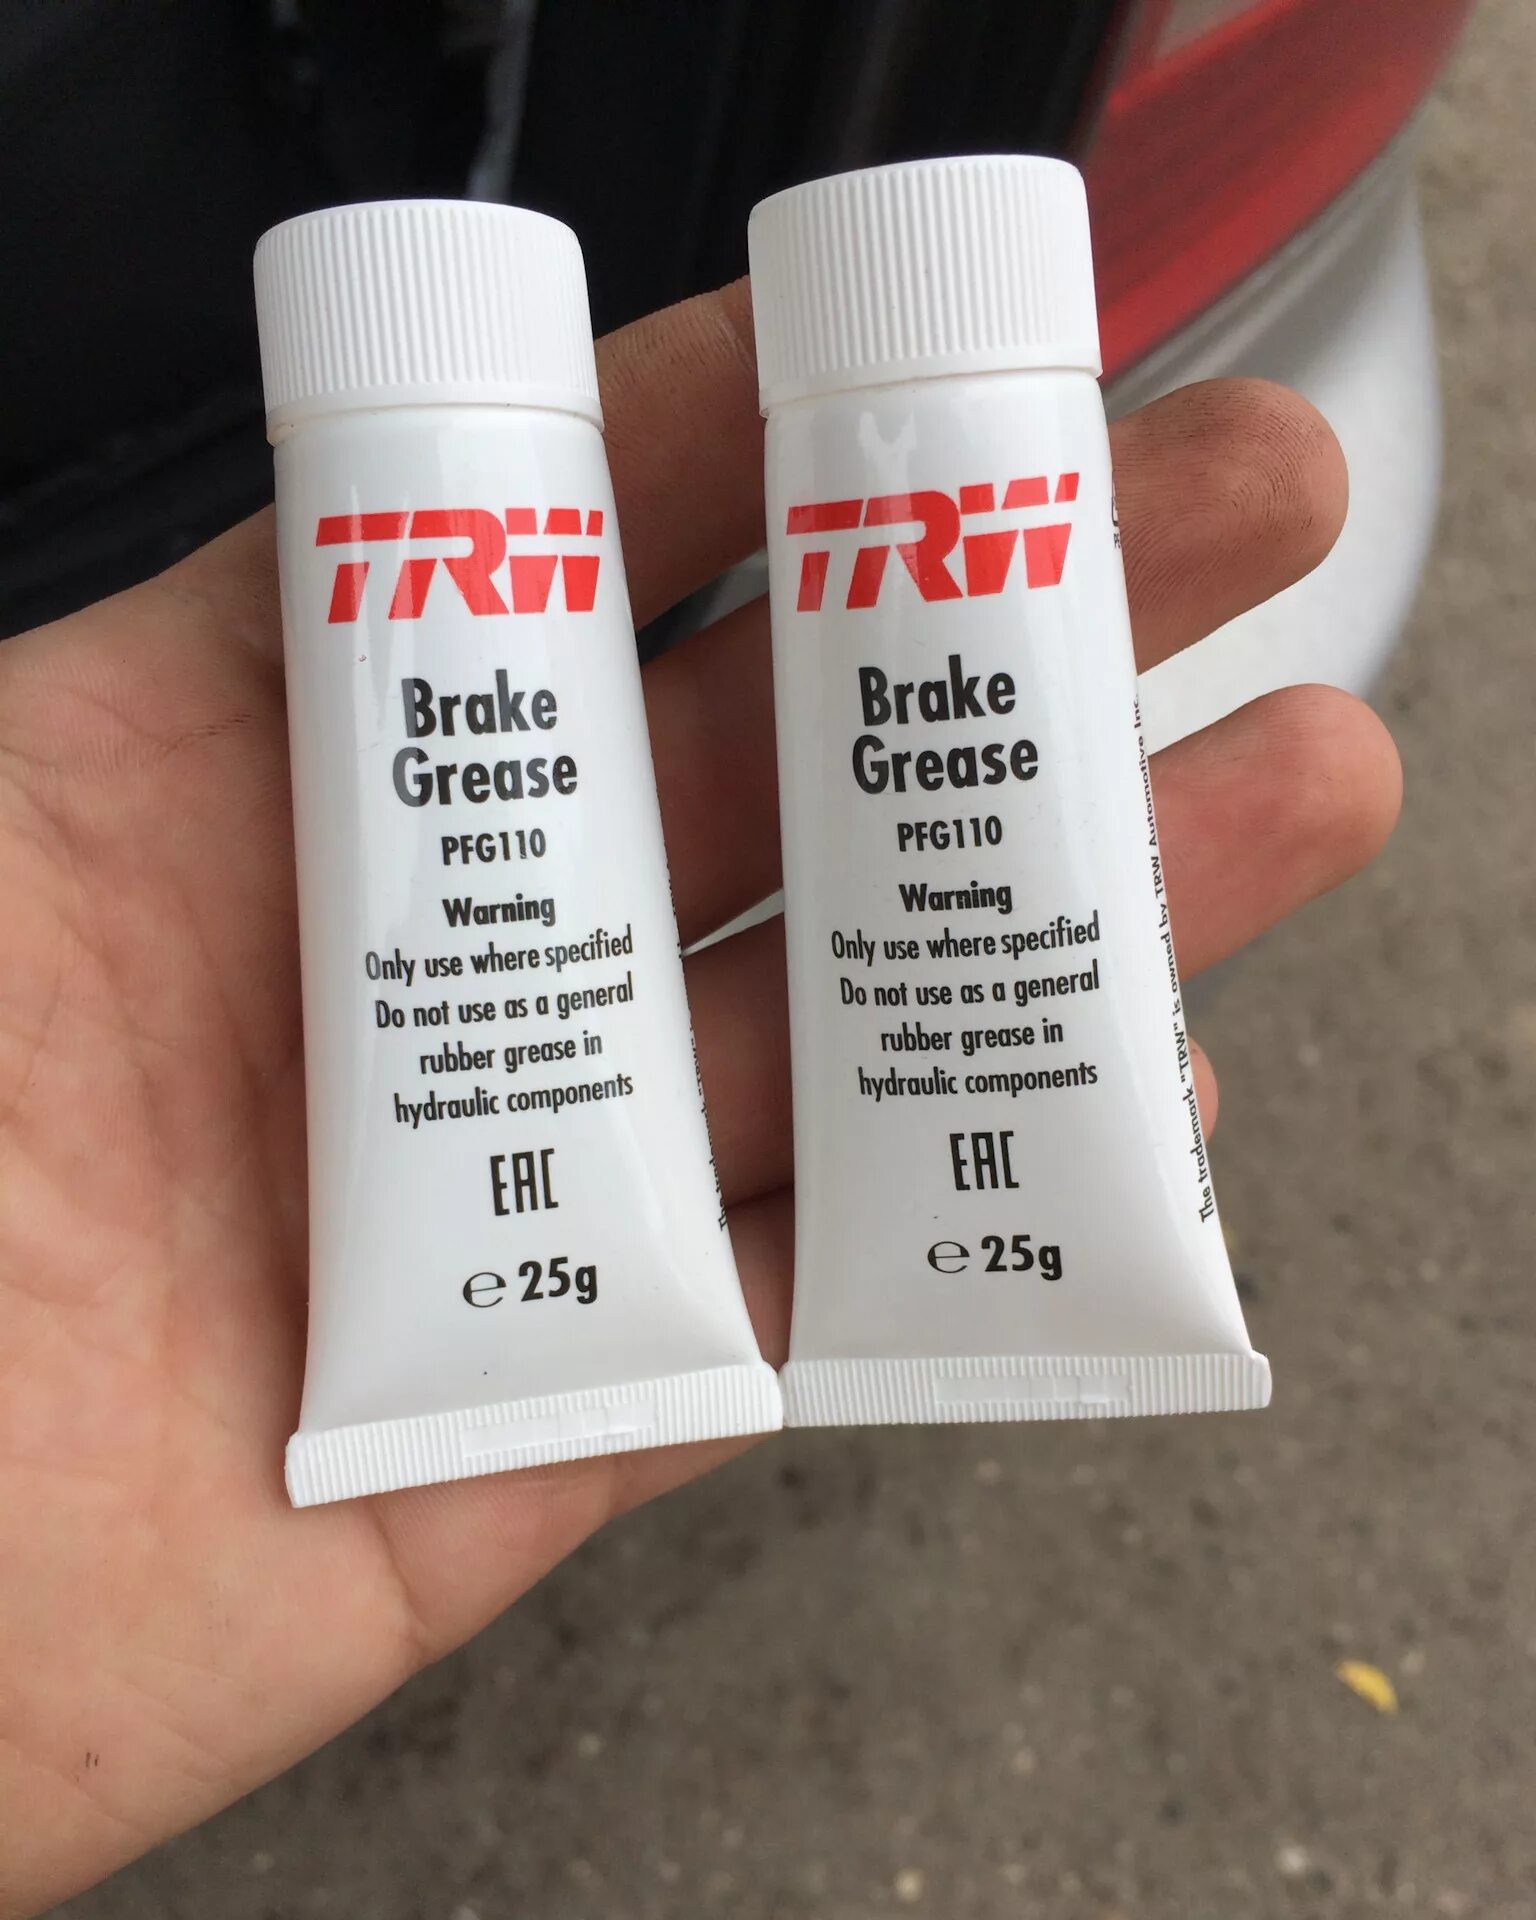 TRW
Brake
Grease
PFG110
Warning
Only use where specified
Do not use as a general
rubber grease in
hydraulic components
EAC
℮ 25g
TRW
Brake
Grease
PFG110
Warning
Only use where specified
Do not use as a general
rubber grease in
hydraulic components
EAC
℮ 25g
The trademark "TRW" is owned by TRW Automotive Inc.